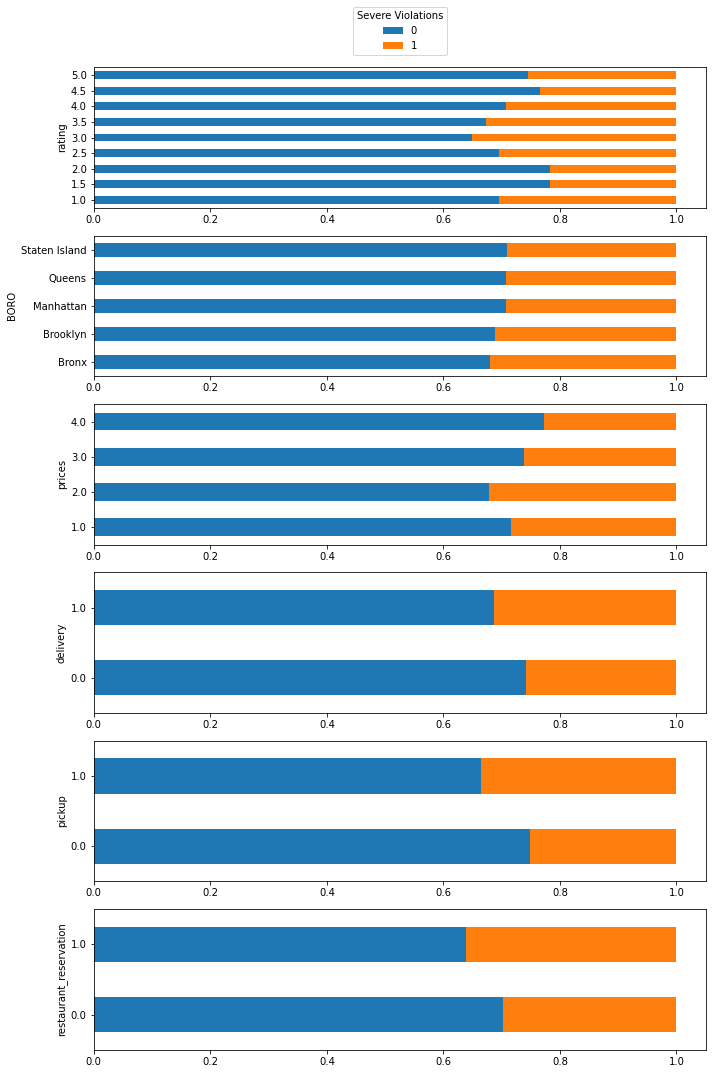 Severe Violations
0
1
rating
5.0
4.5
4.0
3.5
3.0
2.5
2.0
1.5
1.0
0.0 0.2 0.4 0.6 0.8 1.0
BORO
Staten Island
Queens
Manhattan
Brooklyn
Bronx
0.0 0.2 0.4 0.6 0.8 1.0
prices
4.0
3.0
2.0
1.0
0.0 0.2 0.4 0.6 0.8 1.0
delivery
1.0
0.0
0.0 0.2 0.4 0.6 0.8 1.0
pickup
1.0
0.0
0.0 0.2 0.4 0.6 0.8 1.0
restaurant_reservation
1.0
0.0
0.0 0.2 0.4 0.6 0.8 1.0